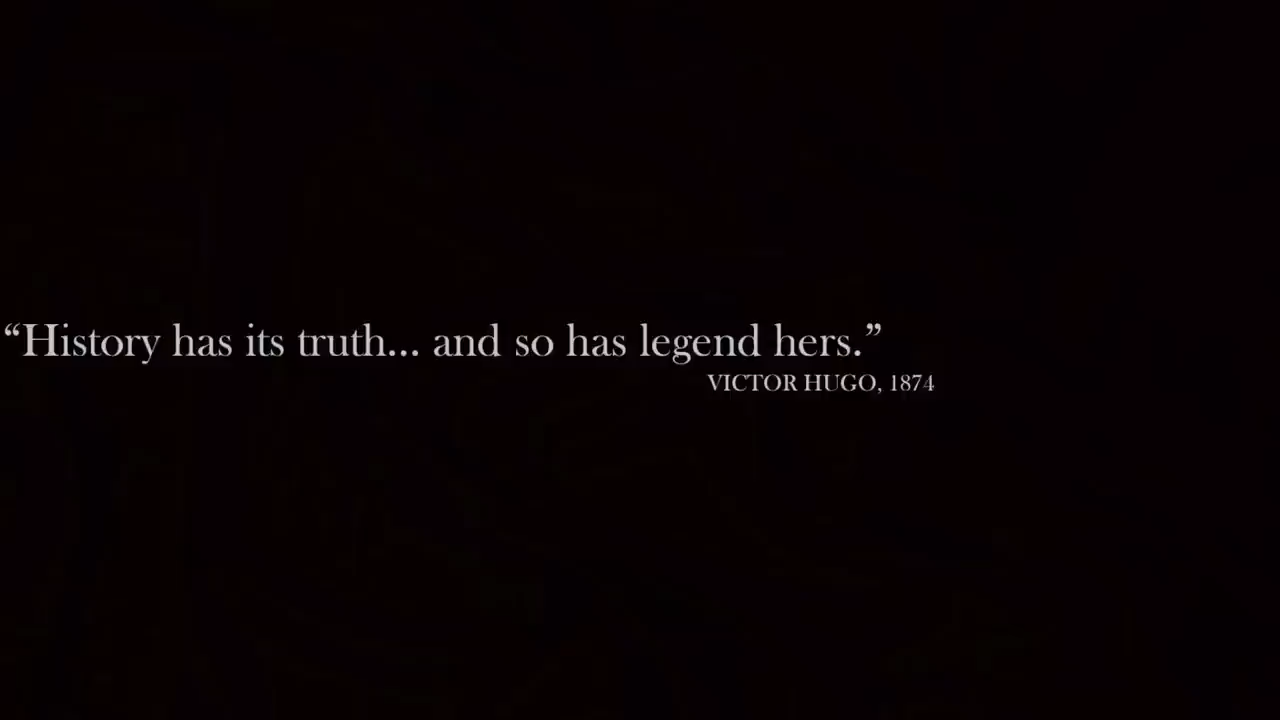 “History has its truth... and so has legend hers.”
VICTOR HUGO, 1874